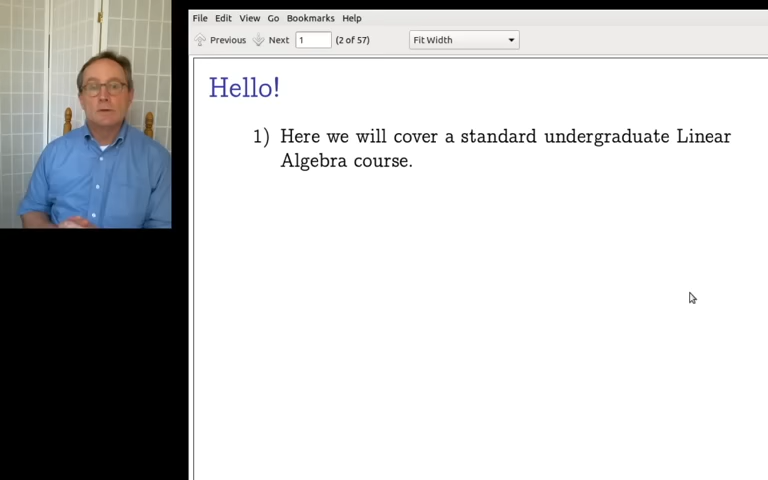 File Edit View Go Bookmarks Help
Previous Next 1 (2 of 57) Fit Width
Hello!
1) Here we will cover a standard undergraduate Linear
Algebra course.